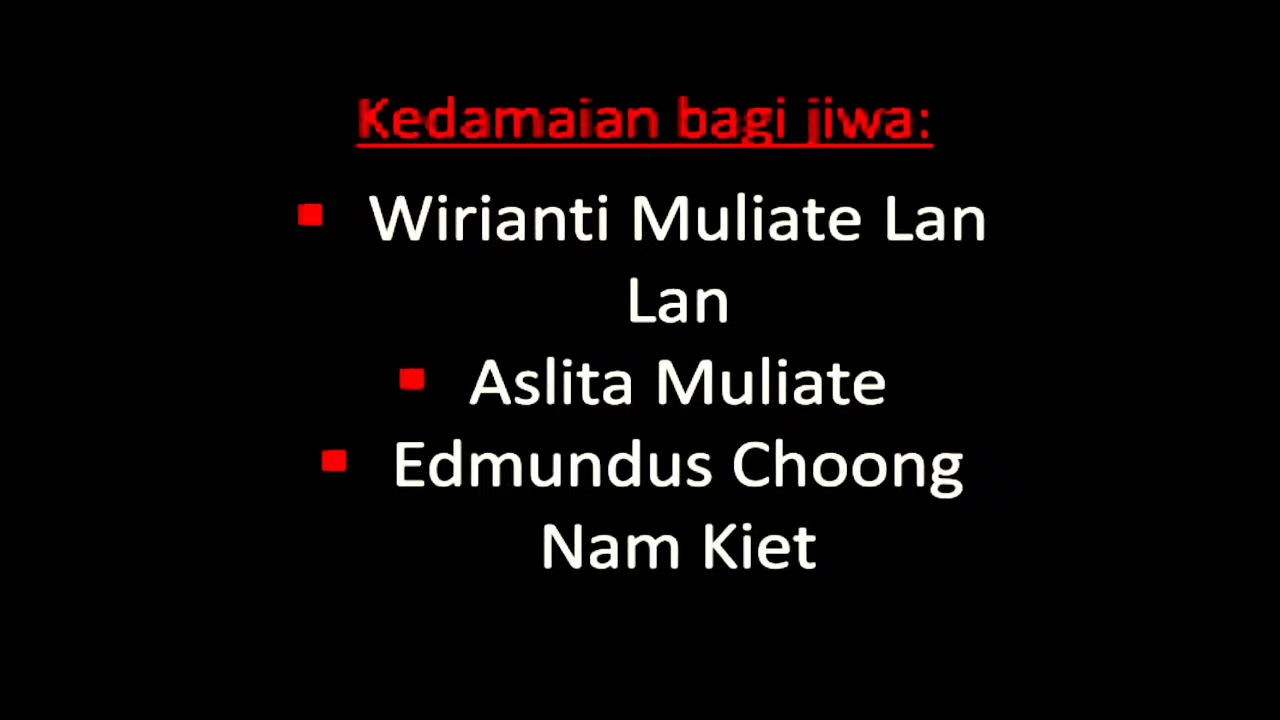 Kedamaian bagi jiwa:
▪ Wirianti Muliate Lan
Lan
▪ Aslita Muliate
▪ Edmundus Choong
Nam Kiet